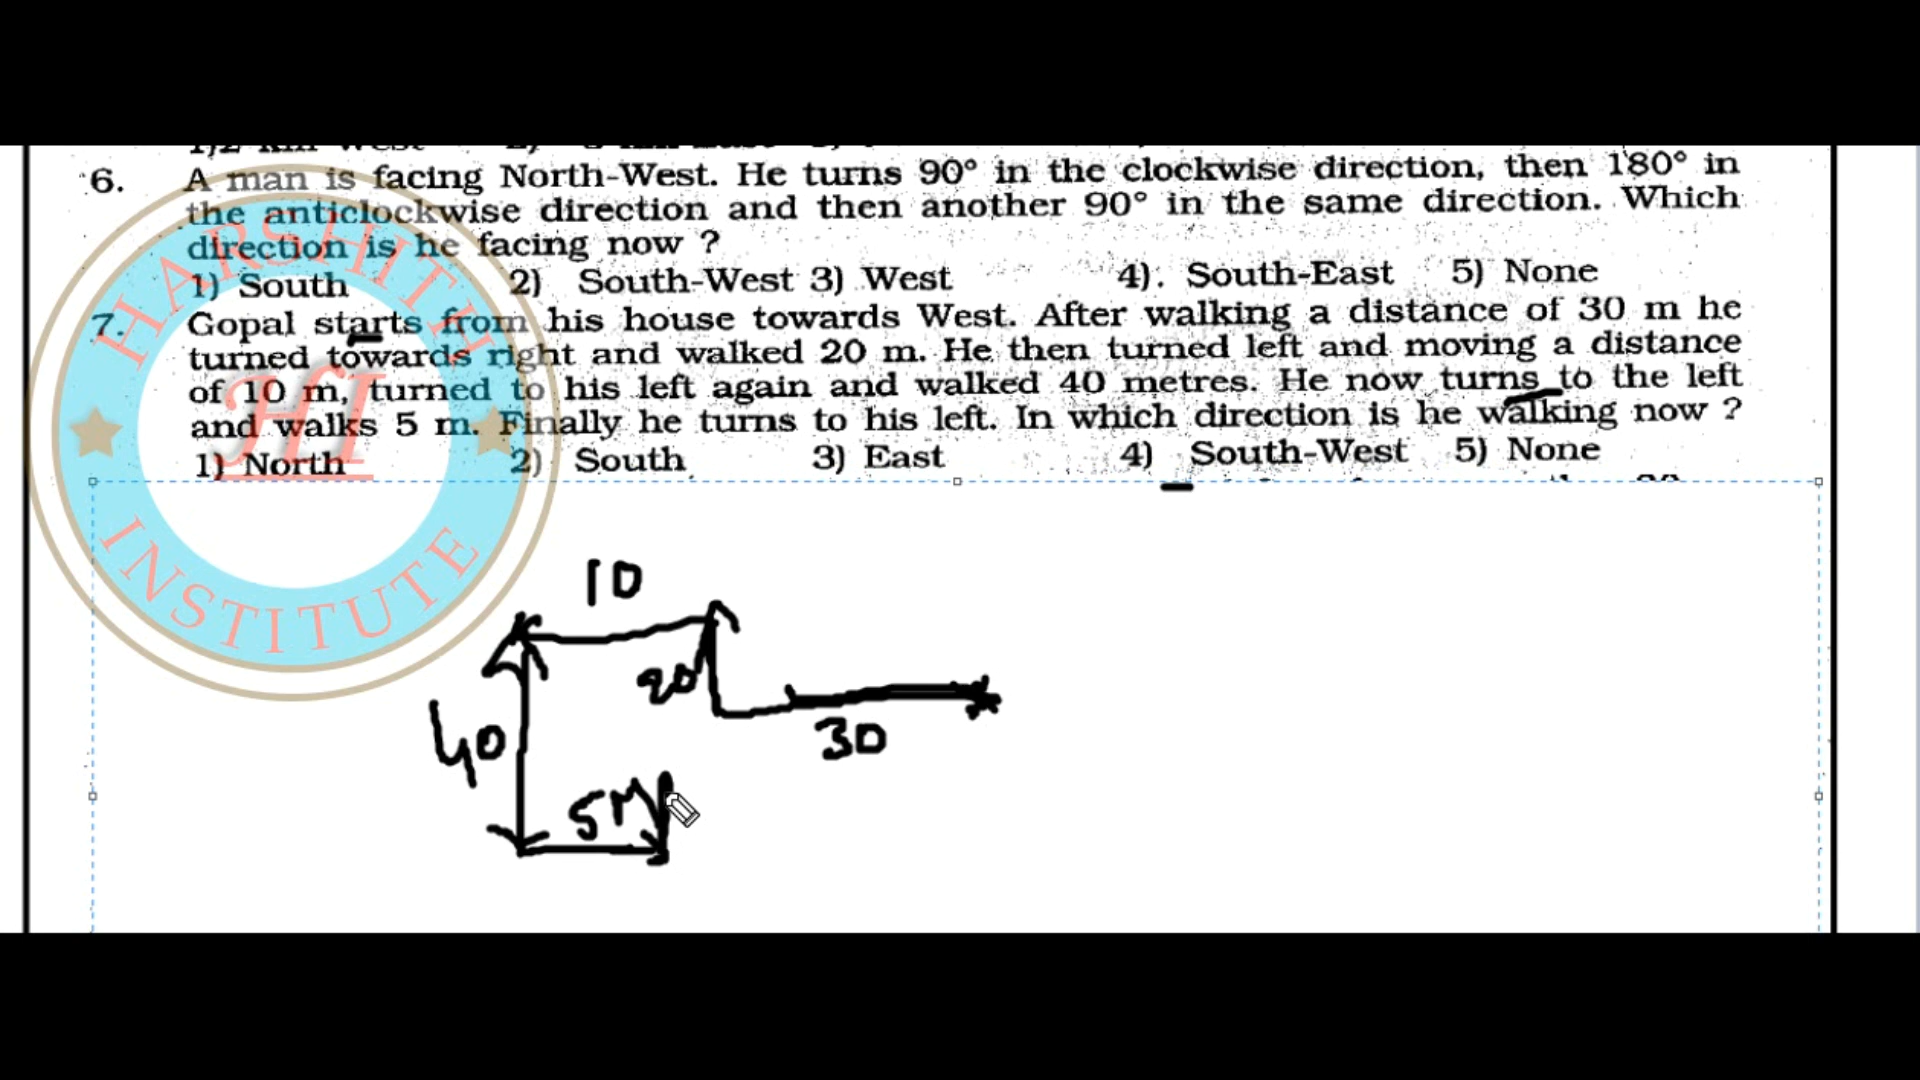 6. A man is facing North-West. He turns 90° in the clockwise direction, then 180° in
the anticlockwise direction and then another 90° in the same direction. Which
direction is he facing now ?
1) South 2) South-West 3) West 4). South-East 5) None
7. Gopal starts from his house towards West. After walking a distance of 30 m he
turned towards right and walked 20 m. He then turned left and moving a distance
of 10 m, turned to his left again and walked 40 metres. He now turns to the left
and walks 5 m. Finally he turns to his left. In which direction is he walking now ?
1) North 2) South 3) East 4) South-West 5) None
HARSHITH
HI
INSTITUTE
10
20
40
30
5M